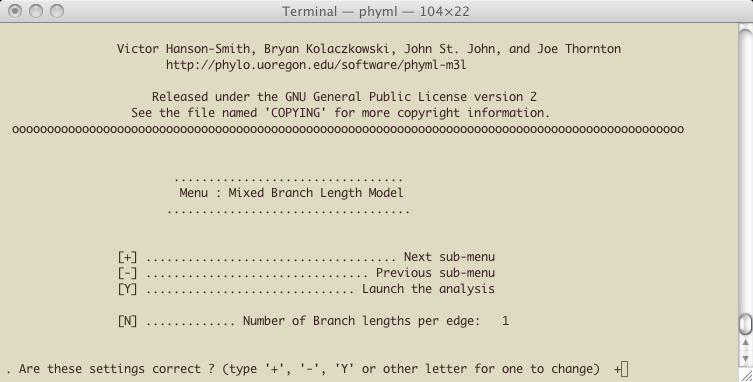 Terminal — phyml — 104×22
Victor Hanson-Smith, Bryan Kolaczkowski, John St. John, and Joe Thornton
http://phylo.uoregon.edu/software/phyml-m3l
Released under the GNU General Public License version 2
See the file named 'COPYING' for more copyright information.
oooooooooooooooooooooooooooooooooooooooooooooooooooooooooooooooooooooooooooooooooooooooooooooooo
.................................
Menu : Mixed Branch Length Model
...................................
[+] .................................... Next sub-menu
[-] ................................ Previous sub-menu
[Y] .............................. Launch the analysis
[N] ............. Number of Branch lengths per edge:   1
. Are these settings correct ? (type '+', '-', 'Y' or other letter for one to change)  +